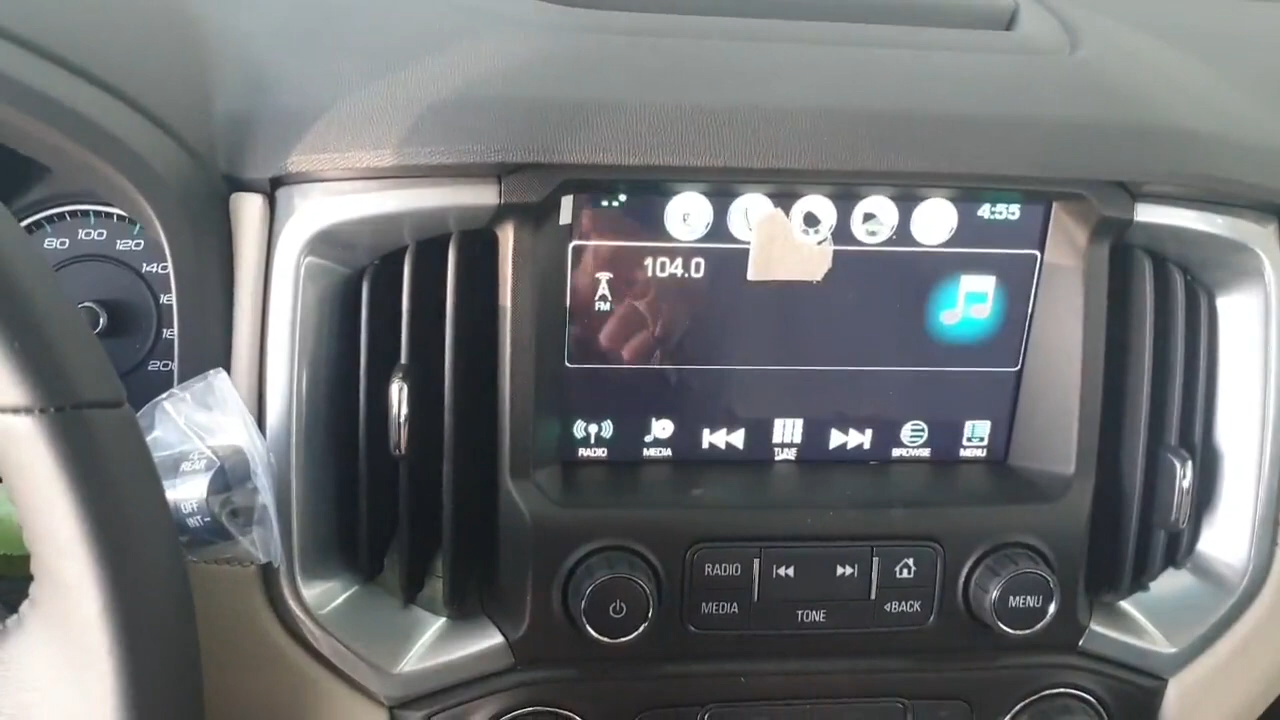 4:55
104.0
FM
RADIO
MEDIA
TUNE
BROWSE
MENU
80
100
120
140
200
REAR
OFF
INT
RADIO
MEDIA
TONE
BACK
MENU